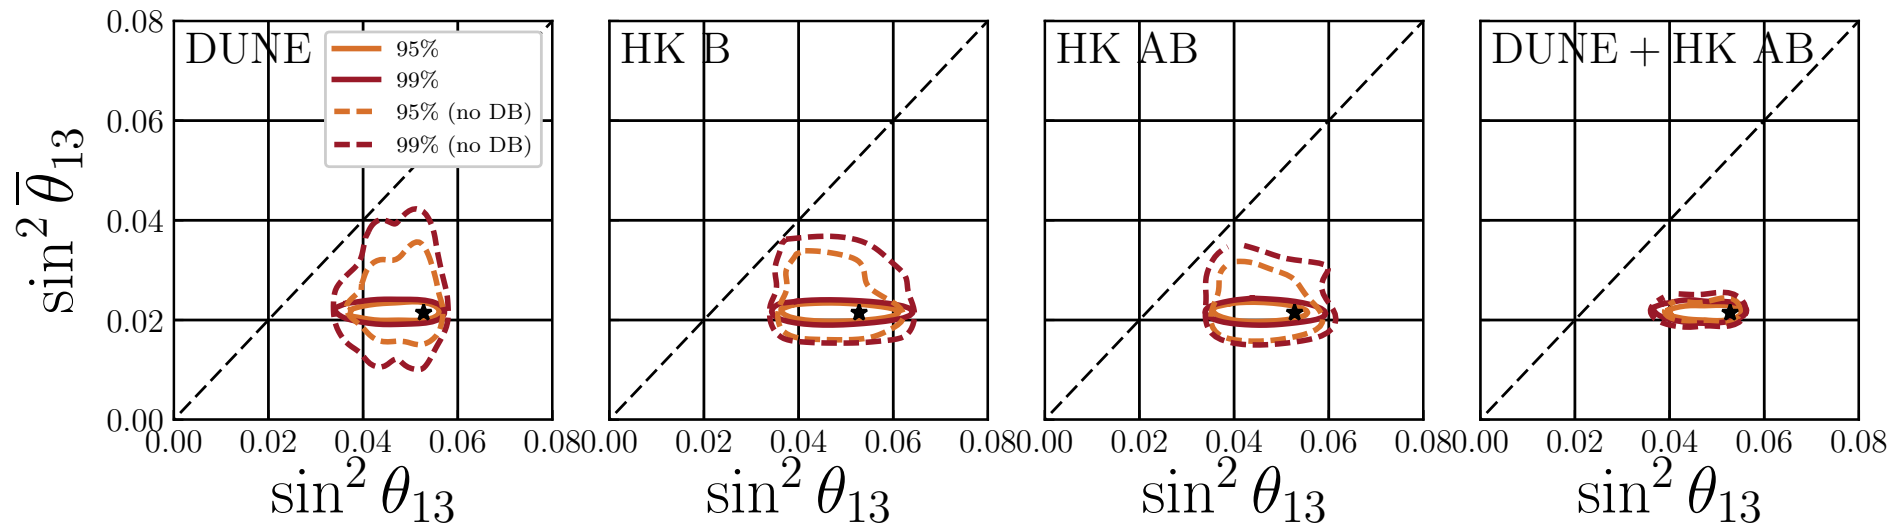 DUNE
95%
99%
95% (no DB)
99% (no DB)
HK B
HK AB
DUNE + HK AB
0.08
0.06
0.04
0.02
0.00
sin² θ̅₁₃
0.00 0.02 0.04 0.06 0.08
0.00 0.02 0.04 0.06 0.08
0.00 0.02 0.04 0.06 0.08
0.00 0.02 0.04 0.06 0.08
sin² θ₁₃
sin² θ₁₃
sin² θ₁₃
sin² θ₁₃